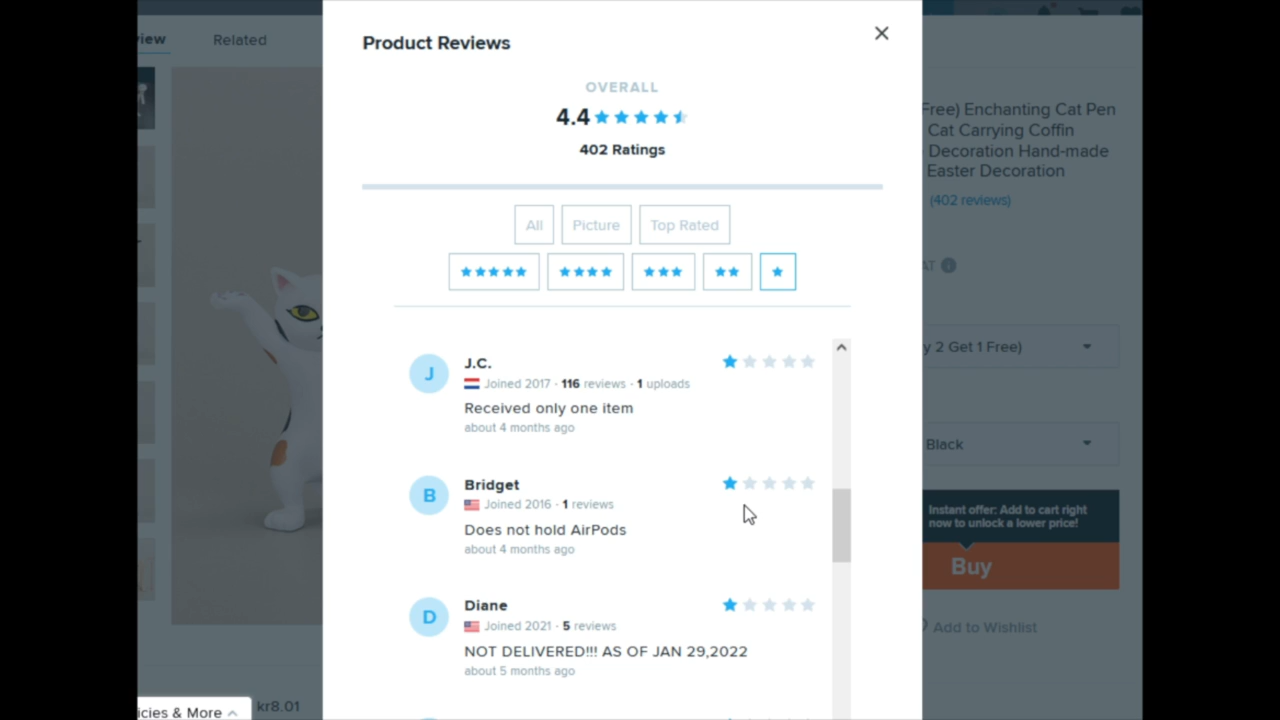 view
Related
Product Reviews
OVERALL
4.4
402 Ratings
All
Picture
Top Rated
J
J.C.
Joined 2017 · 116 reviews · 1 uploads
Received only one item
about 4 months ago
B
Bridget
Joined 2016 · 1 reviews
Does not hold AirPods
about 4 months ago
D
Diane
Joined 2021 · 5 reviews
NOT DELIVERED!!! AS OF JAN 29,2022
about 5 months ago
Free) Enchanting Cat Pen
Cat Carrying Coffin
Decoration Hand-made
Easter Decoration
(402 reviews)
AT
y 2 Get 1 Free)
Black
Instant offer: Add to cart right
now to unlock a lower price!
Buy
Add to Wishlist
icies & More
kr8.01